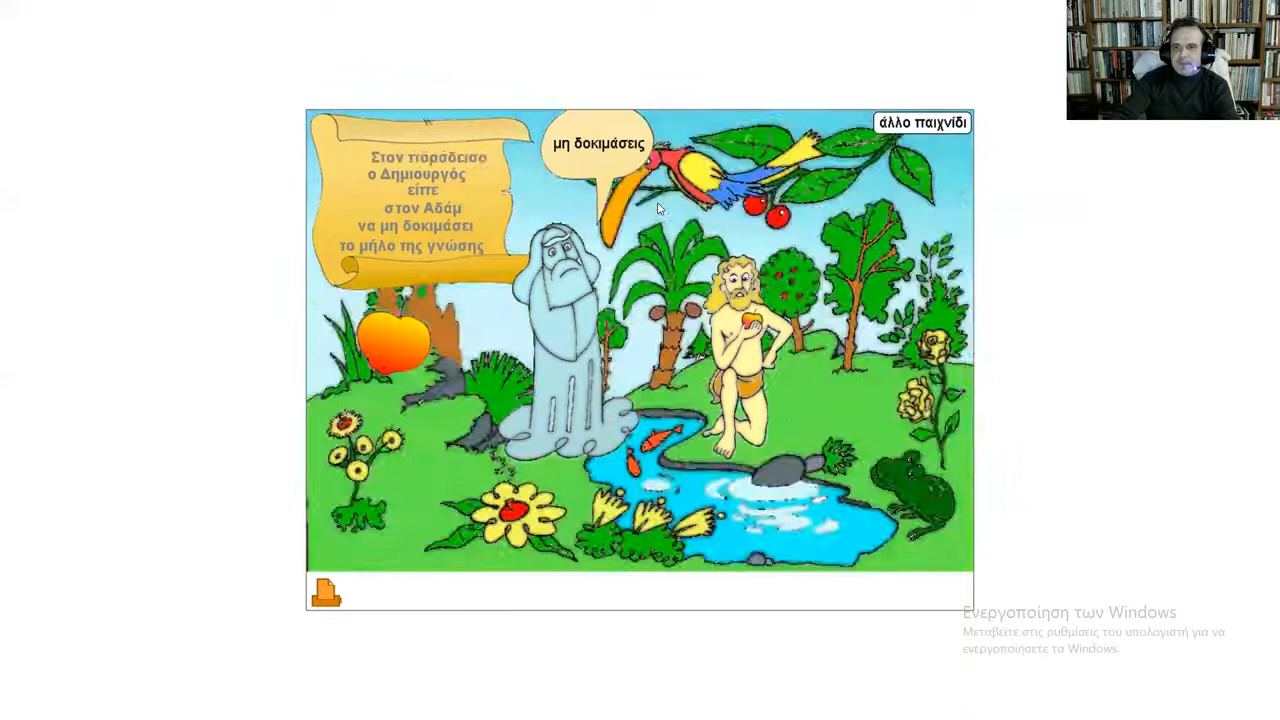 άλλο παιχνίδι
μη δοκιμάσεις
Στον παράδεισο
ο Δημιουργός
είπε
στον Αδάμ
να μη δοκιμάσει
το μήλο της γνώσης
Ενεργοποίηση των Windows
Μεταβείτε στις ρυθμίσεις του υπολογιστή για να
ενεργοποιήσετε τα Windows.